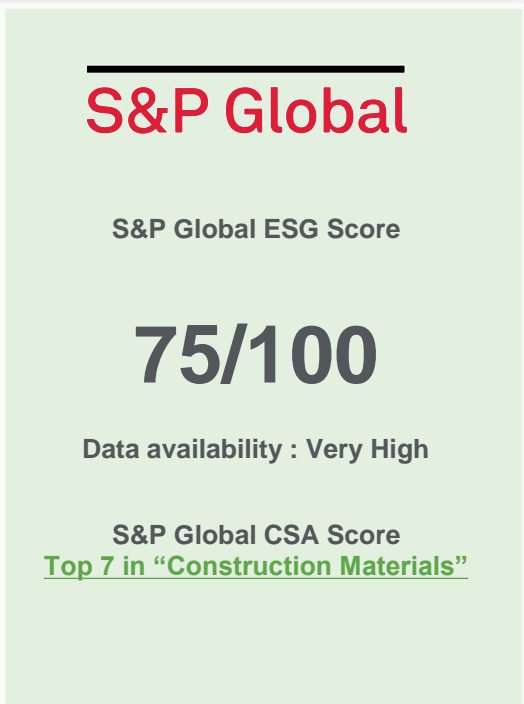 S&P Global
S&P Global ESG Score
75/100
Data availability : Very High
S&P Global CSA Score
Top 7 in “Construction Materials”